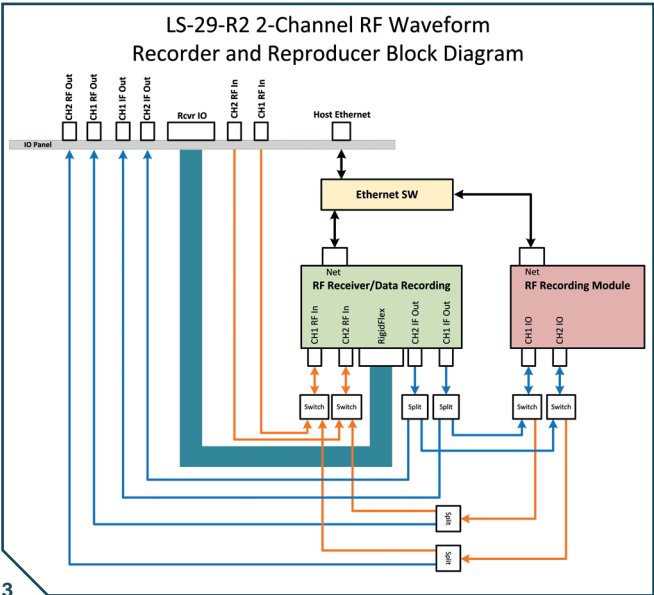 LS-29-R2 2-Channel RF Waveform
Recorder and Reproducer Block Diagram
CH2 RF Out
CH1 RF Out
CH1 IF Out
CH2 IF Out
Rcvr IO
CH2 RF In
CH1 RF In
Host Ethernet
IO Panel
Ethernet SW
Net
RF Receiver/Data Recording
CH1 RF In
CH2 RF In
RigidFlex
CH2 IF Out
CH1 IF Out
Net
RF Recording Module
CH1 IO
CH2 IO
Switch
Switch
Split
Split
Switch
Switch
Split
Split
3